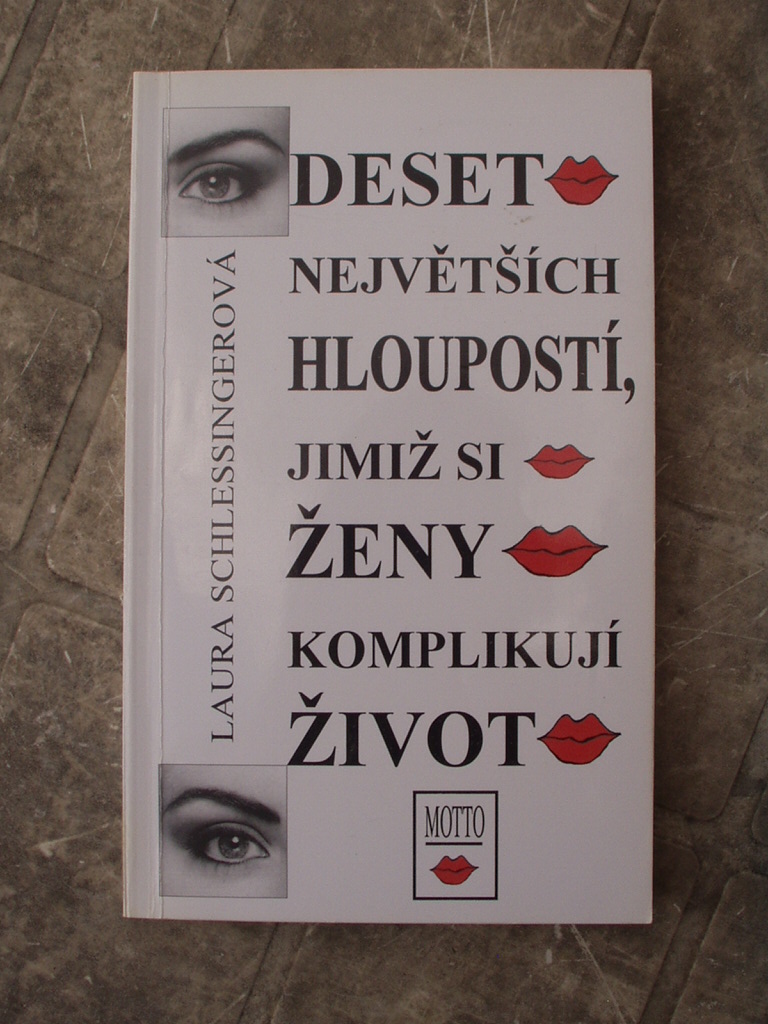 DESET
NEJVĚTŠÍCH
HLOUPOSTÍ,
JIMIŽ SI
ŽENY
KOMPLIKUJÍ
ŽIVOT
LAURA SCHLESSINGEROVÁ
MOTTO